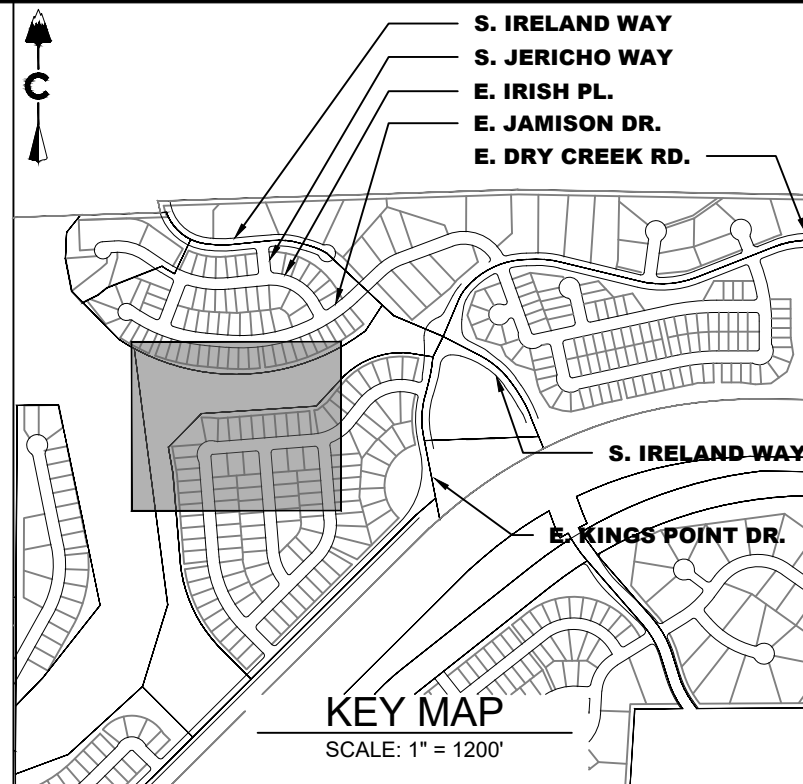 S. IRELAND WAY
S. JERICHO WAY
E. IRISH PL.
E. JAMISON DR.
E. DRY CREEK RD.
C
S. IRELAND WAY
E. KINGS POINT DR.
KEY MAP
SCALE: 1" = 1200'